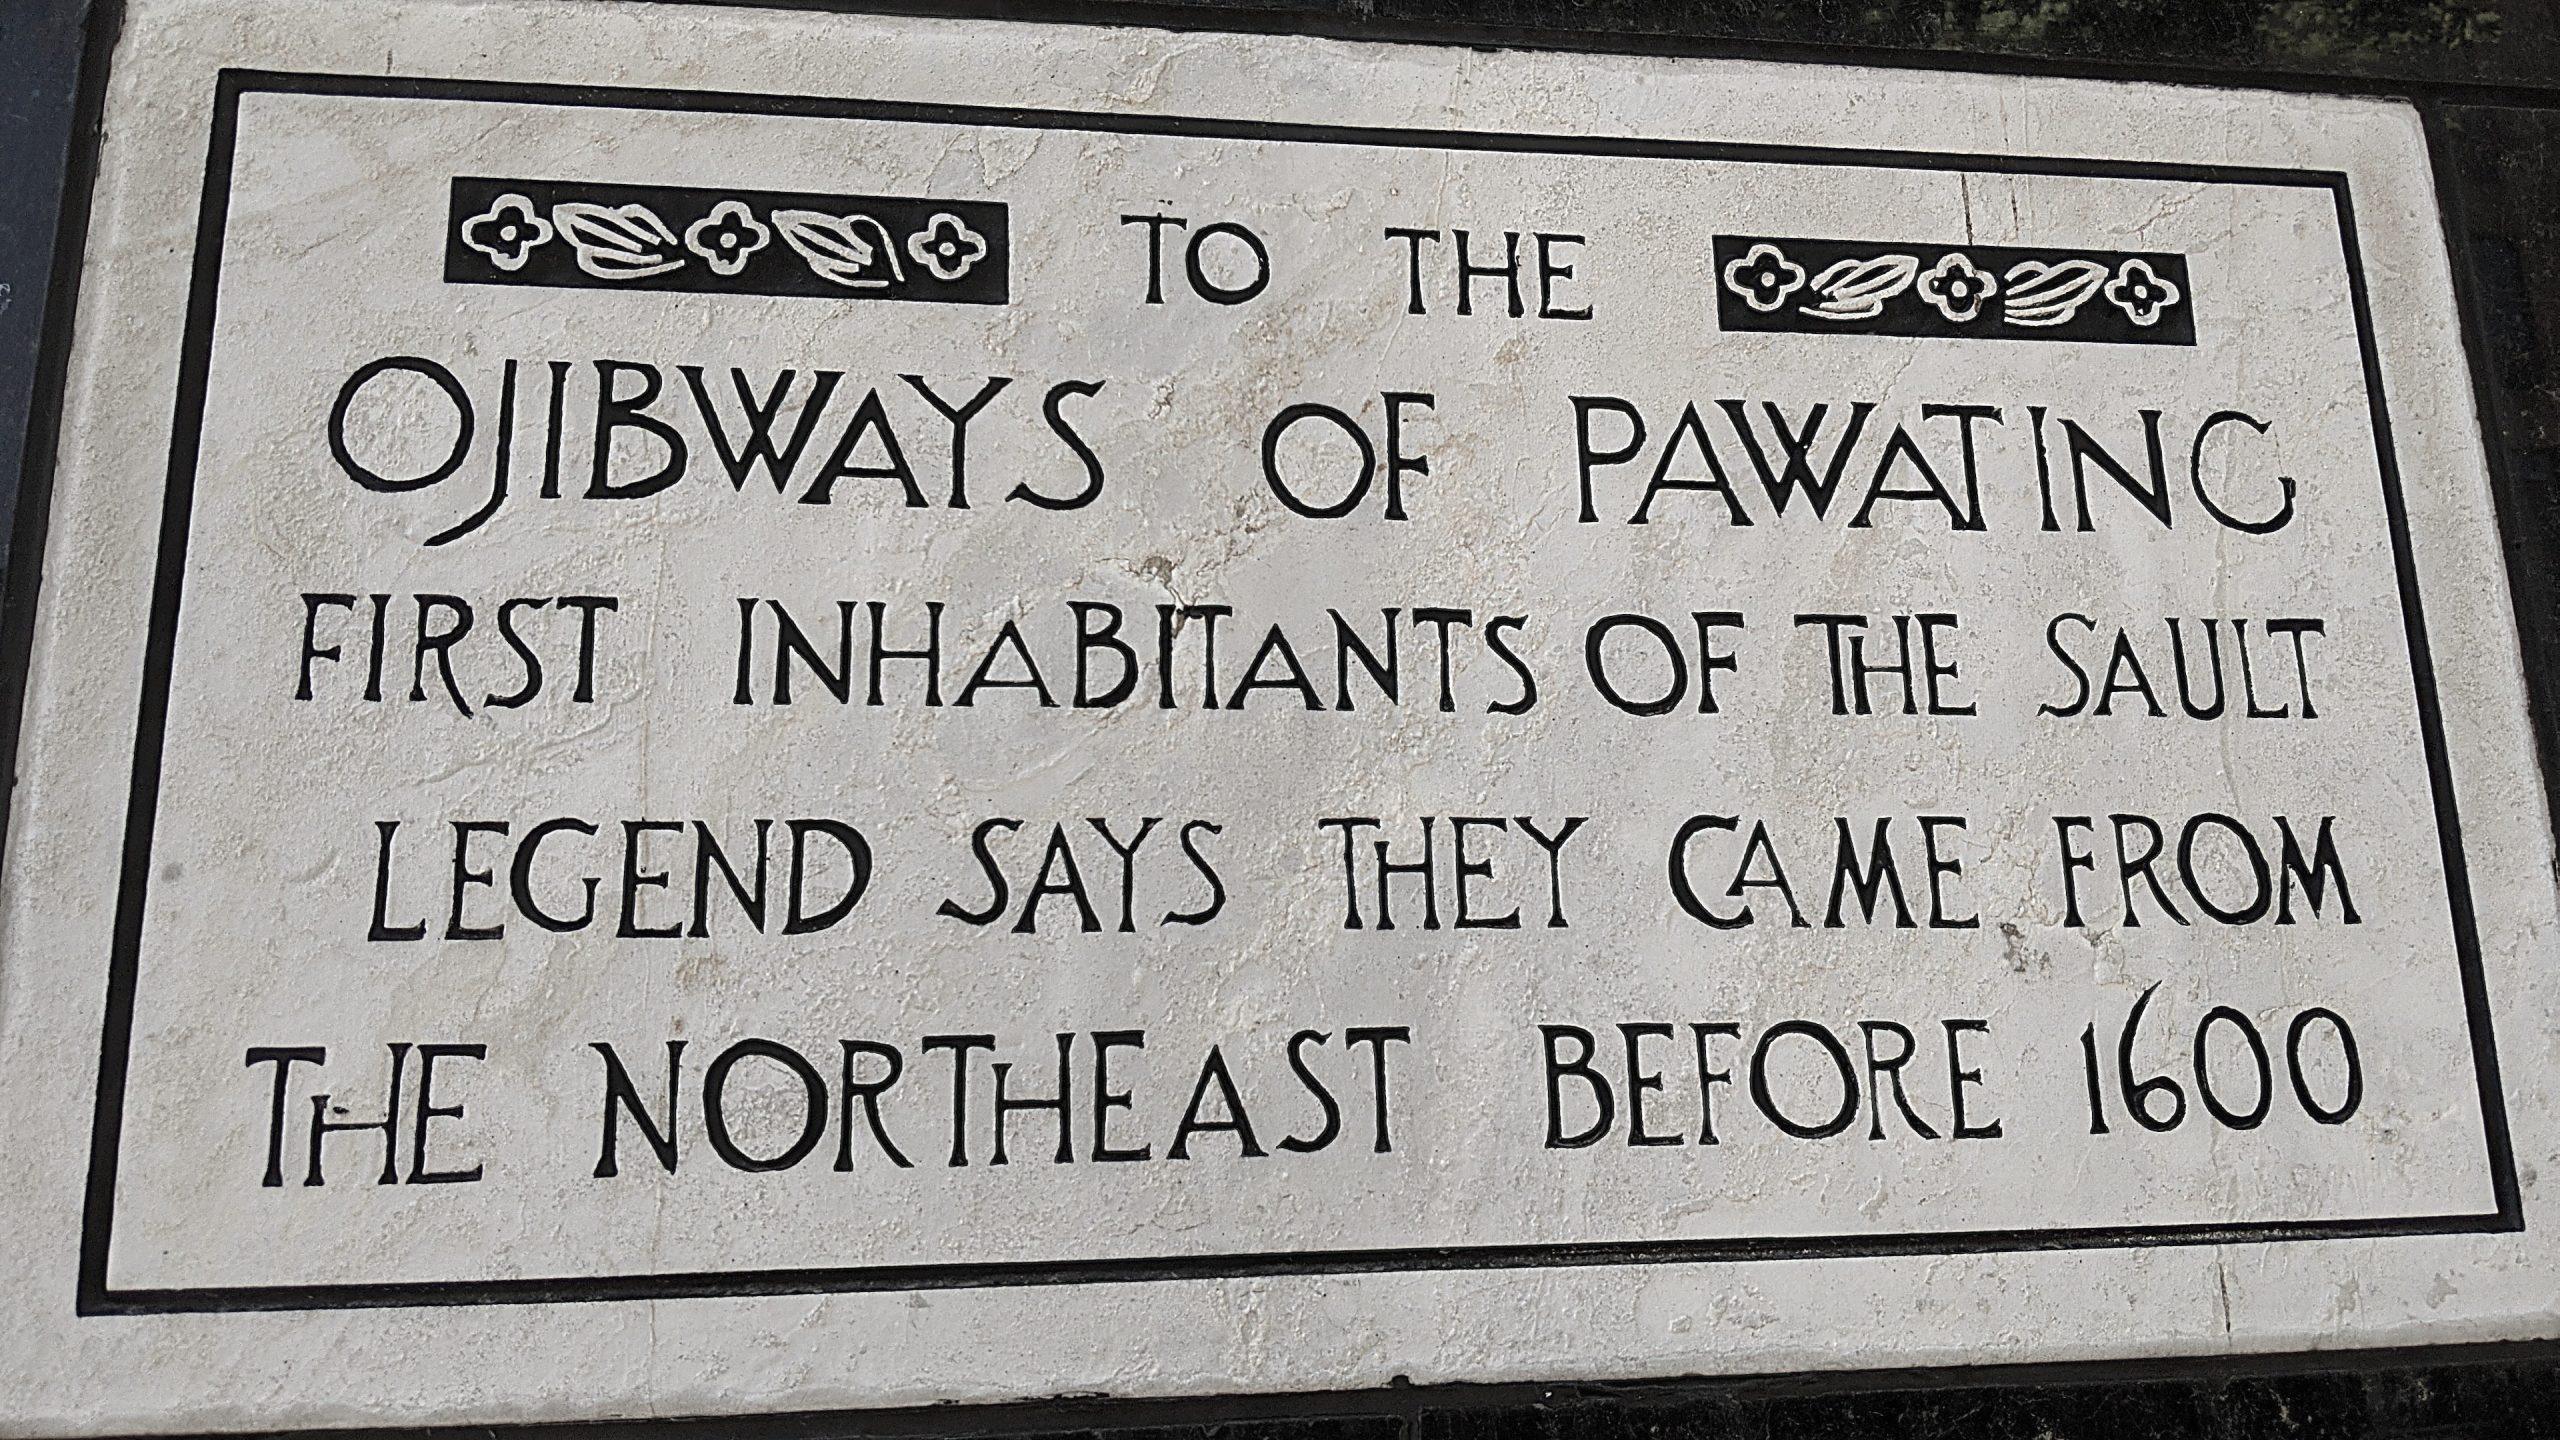 TO THE
OJIBWAYS OF PAWATING
FIRST INHABITANTS OF THE SAULT
LEGEND SAYS THEY CAME FROM
THE NORTHEAST BEFORE 1600